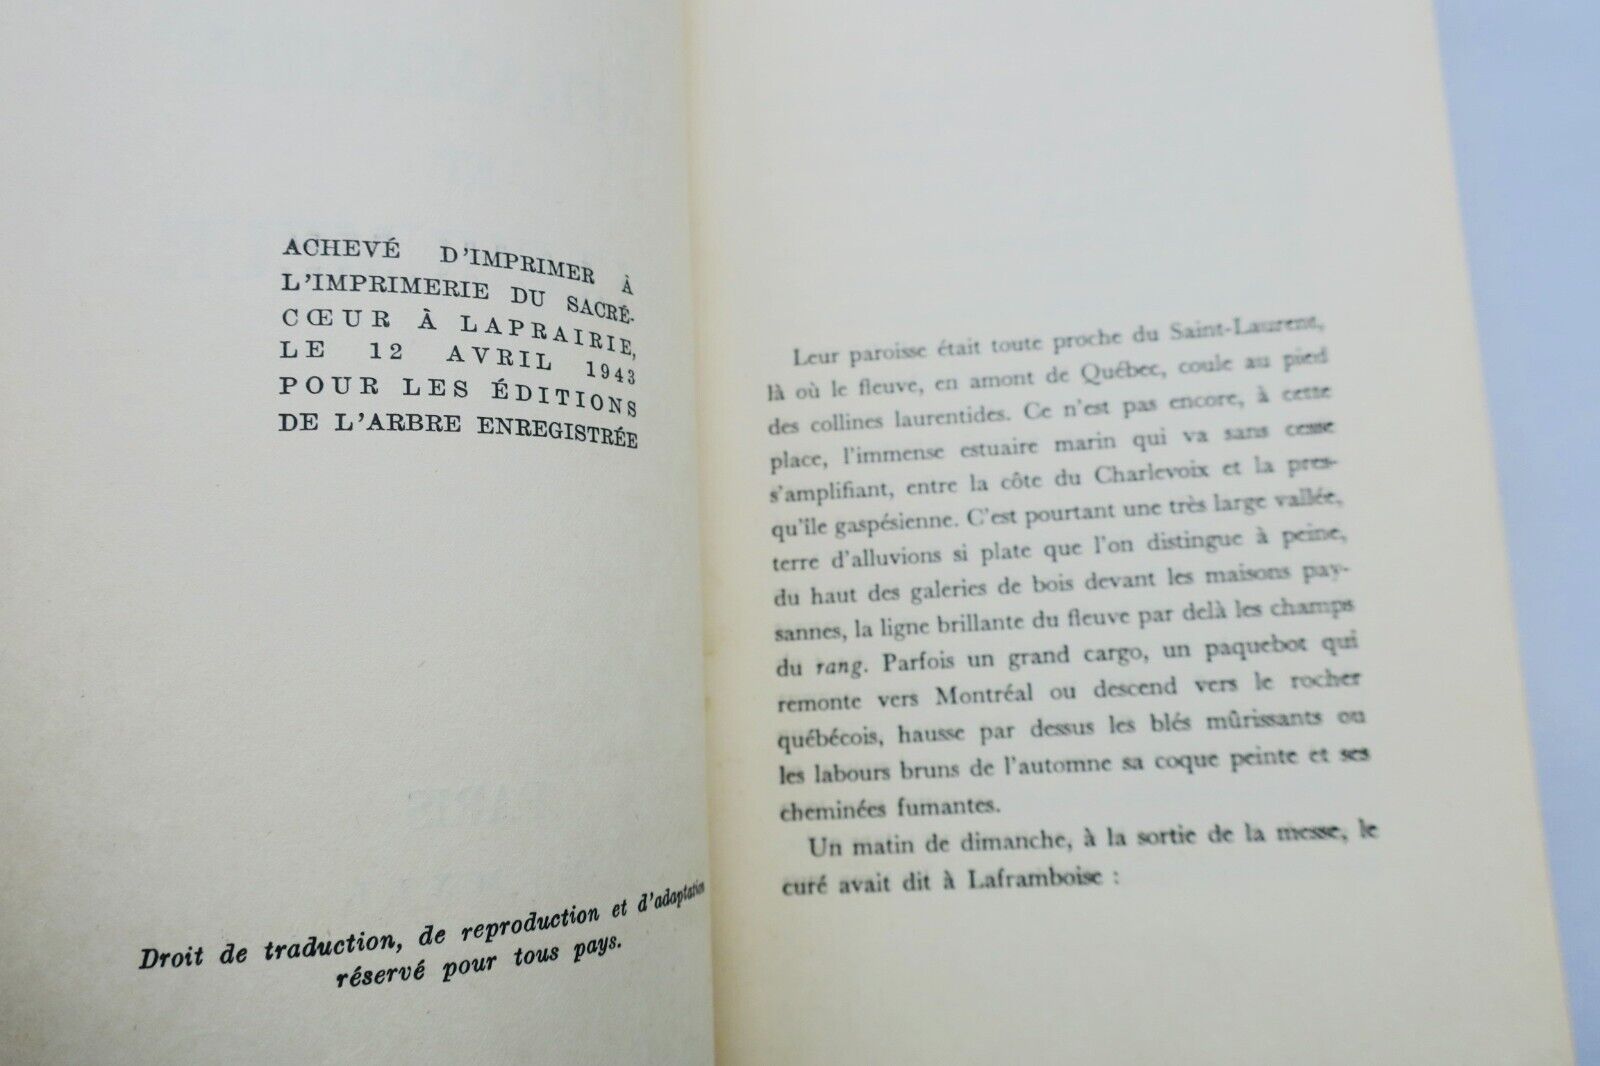 ACHEVÉ D'IMPRIMER À
L'IMPRIMERIE DU SACRÉ-
CŒUR À LAPRAIRIE,
LE 12 AVRIL 1943
POUR LES ÉDITIONS
DE L'ARBRE ENREGISTRÉE
Droit de traduction, de reproduction et d'adaptation
réservé pour tous pays.
Leur paroisse était toute proche du Saint-Laurent,
là où le fleuve, en amont de Québec, coule au pied
des collines laurentides. Ce n'est pas encore, à cette
place, l'immense estuaire marin qui va sans cesse
s'amplifiant, entre la côte du Charlevoix et la pres-
qu'île gaspésienne. C'est pourtant une très large vallée,
terre d'alluvions si plate que l'on distingue à peine,
du haut des galeries de bois devant les maisons pay-
sannes, la ligne brillante du fleuve par delà les champs
du rang. Parfois un grand cargo, un paquebot qui
remonte vers Montréal ou descend vers le rocher
québécois, hausse par dessus les blés mûrissants ou
les labours bruns de l'automne sa coque peinte et ses
cheminées fumantes.
Un matin de dimanche, à la sortie de la messe, le
curé avait dit à Laframboise :